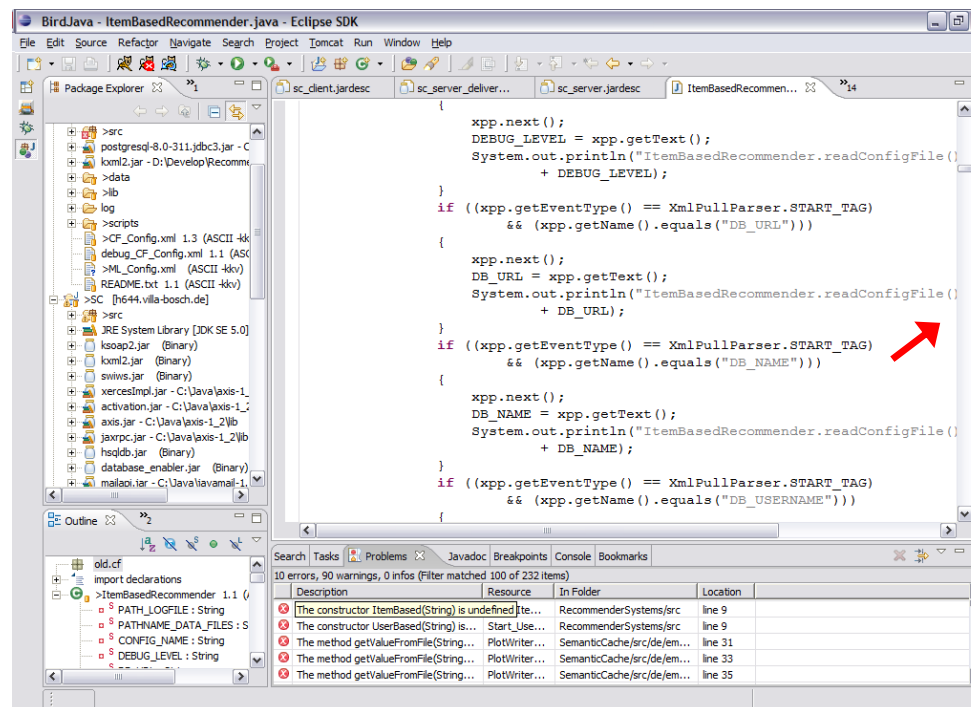 BirdJava - ItemBasedRecommender.java - Eclipse SDK
File Edit Source Refactor Navigate Search Project Tomcat Run Window Help
Package Explorer
1
sc_client.jardesc
sc_server_deliver...
sc_server.jardesc
ItemBasedRecommen...
14
>src
postgresql-8.0-311.jdbc3.jar - C
kxml2.jar - D:\Develop\Recomme
>data
>lib
log
>scripts
>CF_Config.xml 1.3 (ASCII -kk
debug_CF_Config.xml 1.1 (ASC
>ML_Config.xml (ASCII -kkv)
README.txt 1.1 (ASCII -kkv)
>SC [h644.villa-bosch.de]
>src
JRE System Library [JDK SE 5.0]
ksoap2.jar (Binary)
kxml2.jar (Binary)
swiws.jar (Binary)
xercesImpl.jar - C:\Java\axis-1_
activation.jar - C:\Java\axis-1_2
axis.jar - C:\Java\axis-1_2\lib
jaxrpc.jar - C:\Java\axis-1_2\lib
hsqldb.jar (Binary)
database_enabler.jar (Binary)
mailapi.jar - C:\Java\javamail-1.
{
xpp.next();
DEBUG_LEVEL = xpp.getText();
System.out.println("ItemBasedRecommender.readConfigFile()
+ DEBUG_LEVEL);
}
if ((xpp.getEventType() == XmlPullParser.START_TAG)
&& (xpp.getName().equals("DB_URL")))
{
xpp.next();
DB_URL = xpp.getText();
System.out.println("ItemBasedRecommender.readConfigFile()
+ DB_URL);
}
if ((xpp.getEventType() == XmlPullParser.START_TAG)
&& (xpp.getName().equals("DB_NAME")))
{
xpp.next();
DB_NAME = xpp.getText();
System.out.println("ItemBasedRecommender.readConfigFile()
+ DB_NAME);
}
if ((xpp.getEventType() == XmlPullParser.START_TAG)
&& (xpp.getName().equals("DB_USERNAME")))
{
Outline
2
old.cf
import declarations
>ItemBasedRecommender 1.1 (
PATH_LOGFILE : String
PATHNAME_DATA_FILES : S
CONFIG_NAME : String
DEBUG_LEVEL : String
Search Tasks Problems Javadoc Breakpoints Console Bookmarks
10 errors, 90 warnings, 0 infos (Filter matched 100 of 232 items)
Description Resource In Folder Location
The constructor ItemBased(String) is undefined Ite... RecommenderSystems/src line 9
The constructor UserBased(String) is... Start_Use... RecommenderSystems/src line 9
The method getValueFromFile(String... PlotWriter... SemanticCache/src/de/em... line 31
The method getValueFromFile(String... PlotWriter... SemanticCache/src/de/em... line 33
The method getValueFromFile(String... PlotWriter... SemanticCache/src/de/em... line 35